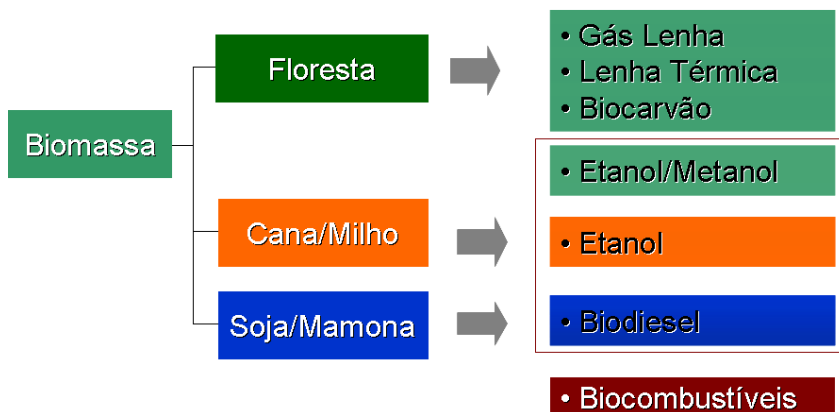 Biomassa
Floresta
• Gás Lenha
• Lenha Térmica
• Biocarvão
• Etanol/Metanol
Cana/Milho
• Etanol
Soja/Mamona
• Biodiesel
• Biocombustíveis